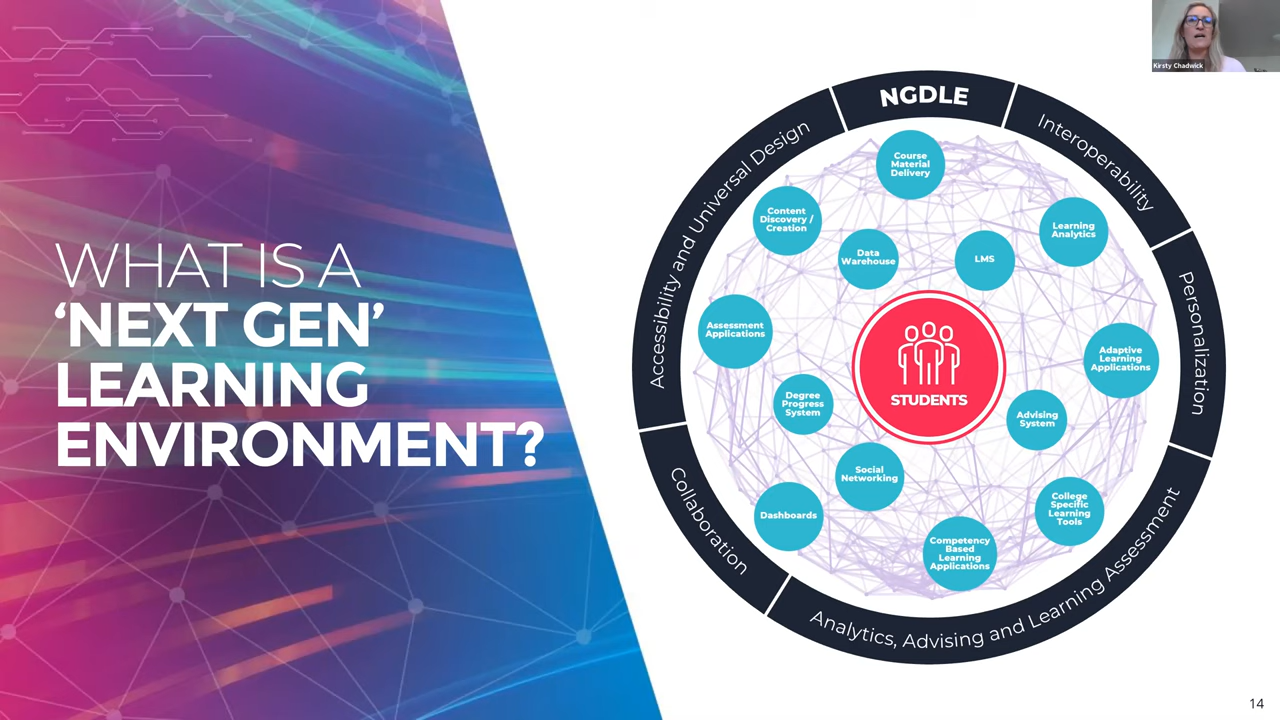 WHAT IS A
‘NEXT GEN’
LEARNING
ENVIRONMENT?
Kirsty Chadwick
NGDLE
Interoperability
Personalization
Analytics, Advising and Learning Assessment
Collaboration
Accessibility and Universal Design
Course
Material
Delivery
Content
Discovery /
Creation
Learning
Analytics
Data
Warehouse
LMS
Assessment
Applications
Adaptive
Learning
Applications
STUDENTS
Degree
Progress
System
Advising
System
Social
Networking
Dashboards
College
Specific
Learning
Tools
Competency
Based
Learning
Applications
14